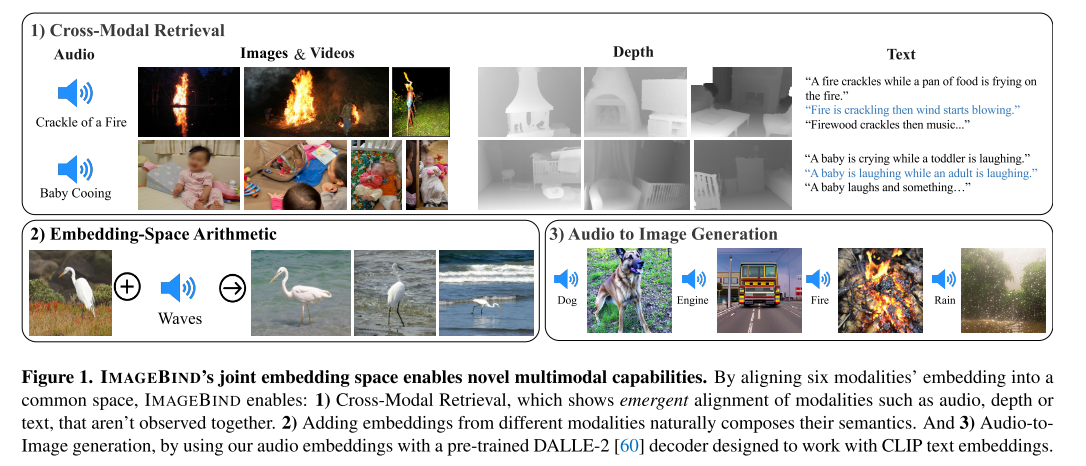 1) Cross-Modal Retrieval
Audio
Images & Videos
Depth
Text
Crackle of a Fire
“A fire crackles while a pan of food is frying on
the fire.”
“Fire is crackling then wind starts blowing.”
“Firewood crackles then music...”
Baby Cooing
“A baby is crying while a toddler is laughing.”
“A baby is laughing while an adult is laughing.”
“A baby laughs and something…”
2) Embedding-Space Arithmetic
Waves
3) Audio to Image Generation
Dog
Engine
Fire
Rain
Figure 1. IMAGEBIND’s joint embedding space enables novel multimodal capabilities. By aligning six modalities’ embedding into a
common space, IMAGEBIND enables: 1) Cross-Modal Retrieval, which shows emergent alignment of modalities such as audio, depth or
text, that aren’t observed together. 2) Adding embeddings from different modalities naturally composes their semantics. And 3) Audio-to-
Image generation, by using our audio embeddings with a pre-trained DALLE-2 [60] decoder designed to work with CLIP text embeddings.